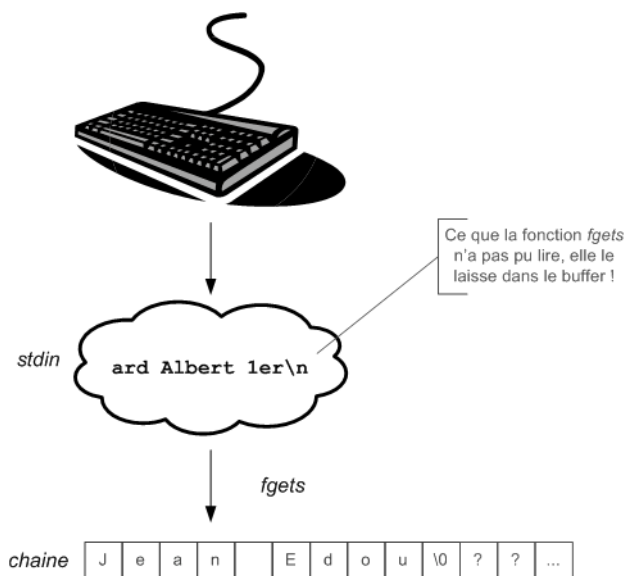 Ce que la fonction fgets
n'a pas pu lire, elle le
laisse dans le buffer !
stdin
ard Albert 1er\n
fgets
chaine J e a n E d o u \0 ? ? ...